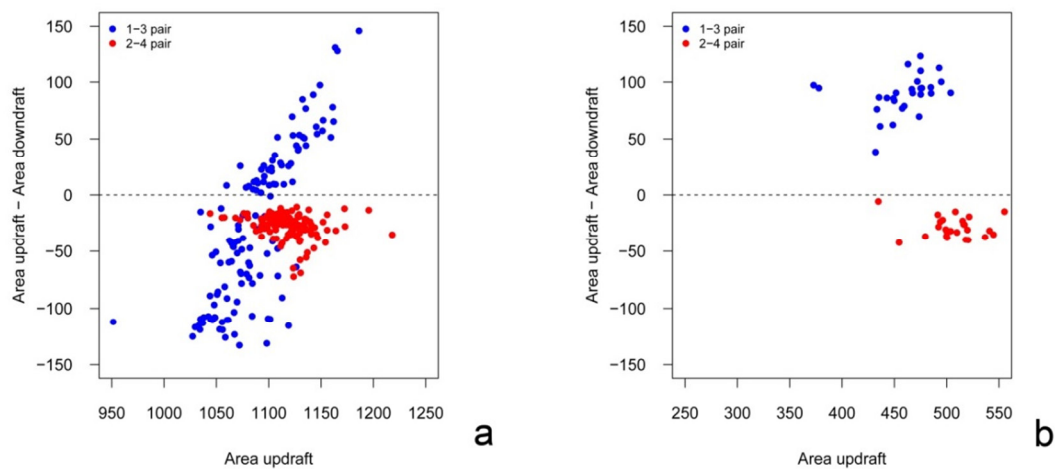 1−3 pair
2−4 pair
150
100
50
0
−50
−100
−150
Area updraft − Area downdraft
950 1000 1050 1100 1150 1200 1250
Area updraft
a
1−3 pair
2−4 pair
150
100
50
0
−50
−100
−150
Area updraft − Area downdraft
250 300 350 400 450 500 550
Area updraft
b